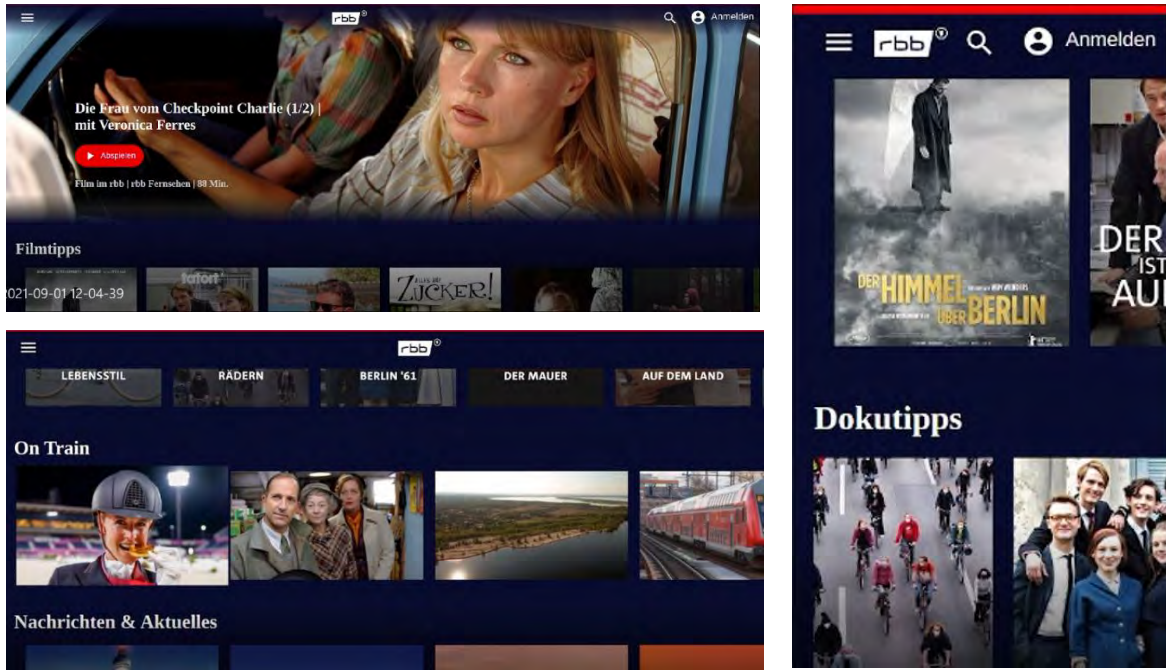 rbb
Anmelden
Die Frau vom Checkpoint Charlie (1/2) |
mit Veronica Ferres
Abspielen
Film im rbb | rbb Fernsehen | 88 Min.
Filmtipps
tatort
ALLES AUF
ZUCKER!
2021-09-01 12-04-39
rbb
LEBENSSTIL
RÄDERN
BERLIN '61
DER MAUER
AUF DEM LAND
On Train
Nachrichten & Aktuelles
rbb
Anmelden
DER
HIMMEL
ÜBER BERLIN
DER
IST
AU
Dokutipps